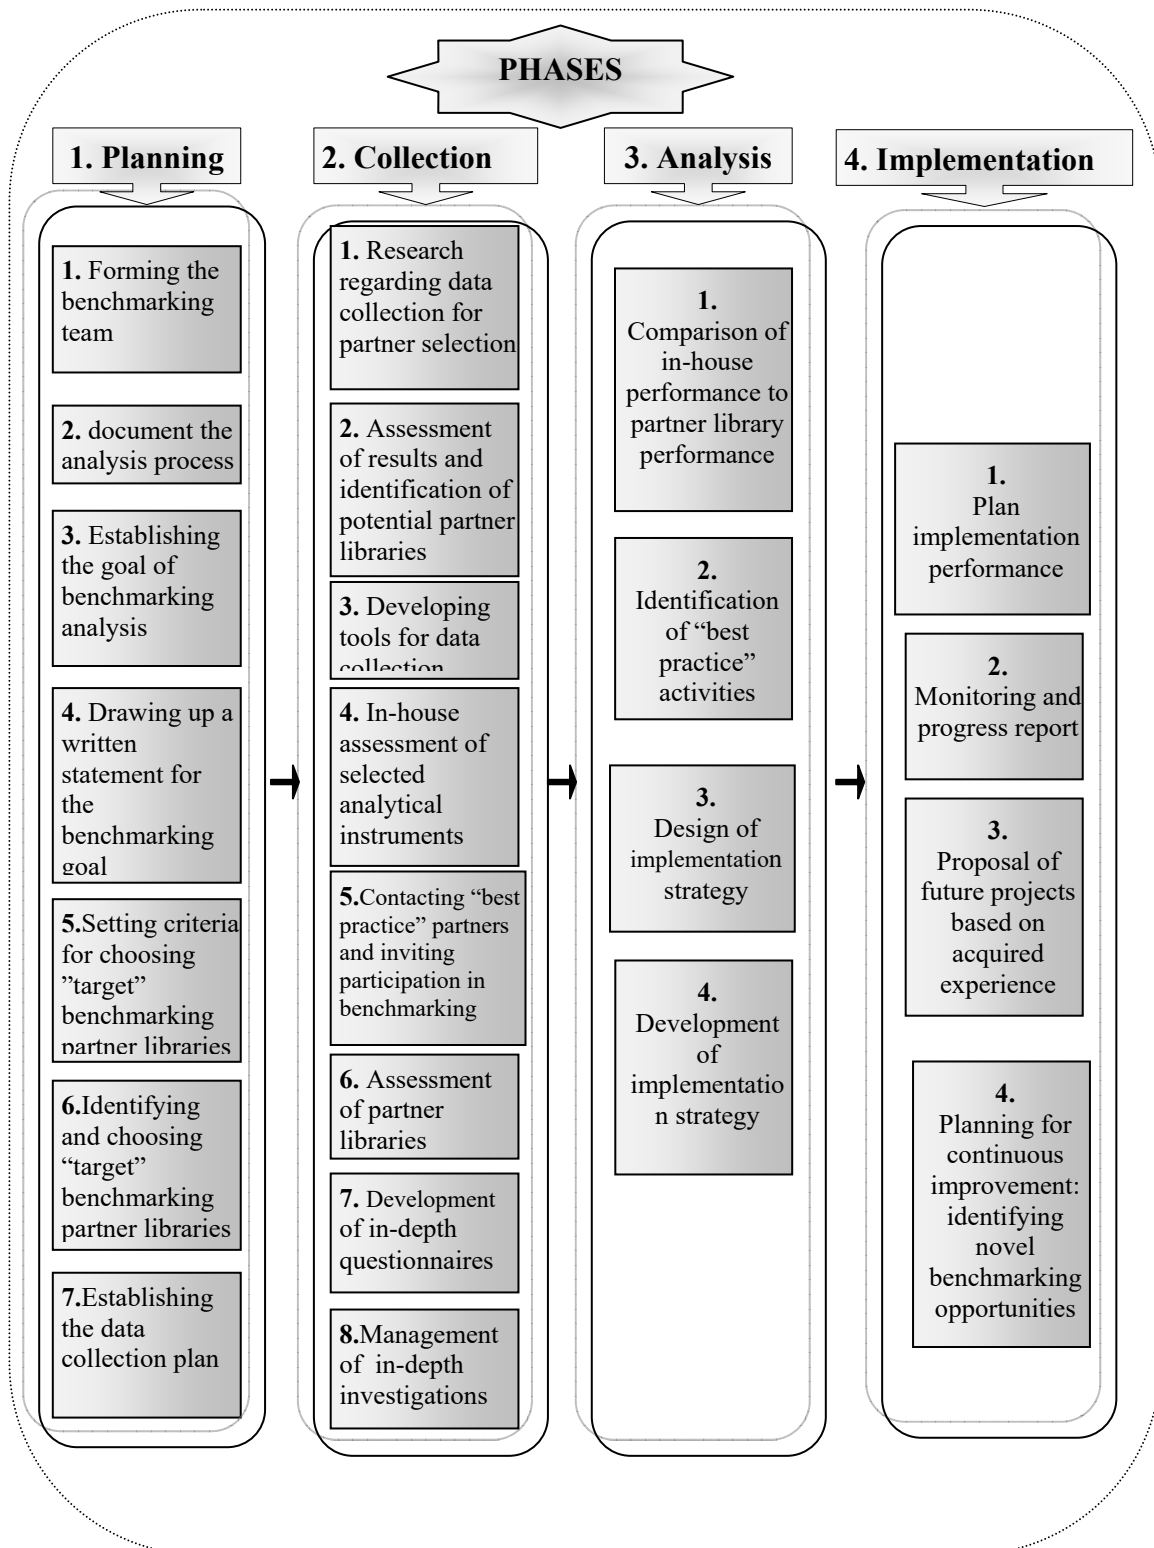 PHASES
1. Planning
1. Forming the
benchmarking
team
2. document the
analysis process
3. Establishing
the goal of
benchmarking
analysis
4. Drawing up a
written
statement for
the
benchmarking
goal
5.Setting criteria
for choosing
”target”
benchmarking
partner libraries
6.Identifying
and choosing
“target”
benchmarking
partner libraries
7.Establishing
the data
collection plan
2. Collection
1. Research
regarding data
collection for
partner selection
2. Assessment
of results and
identification of
potential partner
libraries
3. Developing
tools for data
collection
4. In-house
assessment of
selected
analytical
instruments
5.Contacting “best
practice” partners
and inviting
participation in
benchmarking
6. Assessment
of partner
libraries
7. Development
of in-depth
questionnaires
8.Management
of in-depth
investigations
3. Analysis
1.
Comparison of
in-house
performance to
partner library
performance
2.
Identification
of “best
practice”
activities
3.
Design of
implementation
strategy
4.
Development
of
implementatio
n strategy
4. Implementation
1.
Plan
implementation
performance
2.
Monitoring and
progress report
3.
Proposal of
future projects
based on
acquired
experience
4.
Planning for
continuous
improvement:
identifying
novel
benchmarking
opportunities